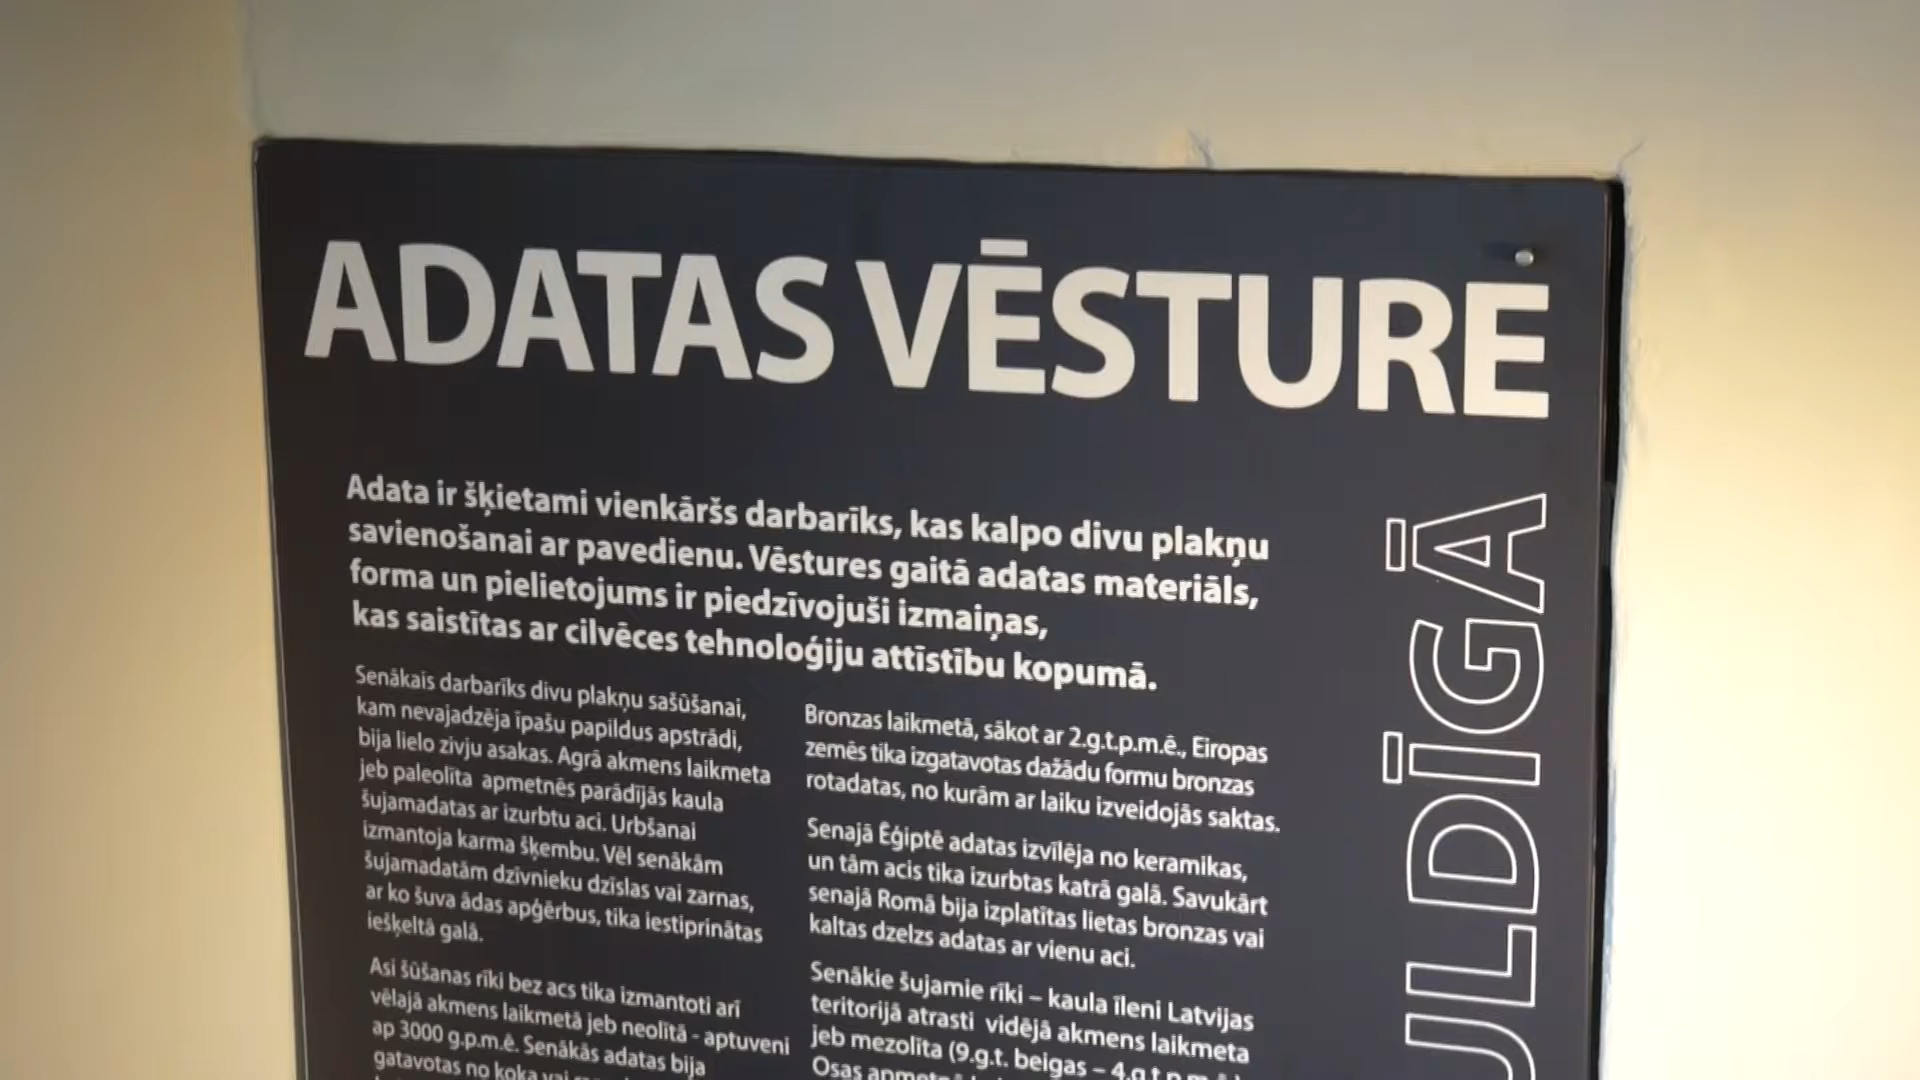 ADATAS VĒSTURE
Adata ir šķietami vienkāršs darbarīks, kas kalpo divu plakņu
savienošanai ar pavedienu. Vēstures gaitā adatas materiāls,
forma un pielietojums ir piedzīvojuši izmaiņas,
kas saistītas ar cilvēces tehnoloģiju attīstību kopumā.
Senākais darbarīks divu plakņu sašūšanai,
kam nevajadzēja īpašu papildus apstrādi,
bija lielo zivju asakas. Agrā akmens laikmeta
jeb paleolīta apmetnēs parādījās kaula
šujamadatas ar izurbtu aci. Urbšanai
izmantoja karma šķembu. Vēl senākām
šujamadatām dzīvnieku dzīslas vai zarnas,
ar ko šuva ādas apģērbus, tika iestiprinātas
iešķeltā galā.
Asi šūšanas rīki bez acs tika izmantoti arī
vēlajā akmens laikmetā jeb neolītā - aptuveni
ap 3000 g.p.m.ē. Senākās adatas bija
gatavotas no koka vai
Bronzas laikmetā, sākot ar 2.g.t.p.m.ē., Eiropas
zemēs tika izgatavotas dažādu formu bronzas
rotadatas, no kurām ar laiku izveidojās saktas.
Senajā Ēģiptē adatas izvīlēja no keramikas,
un tām acis tika izurbtas katrā galā. Savukārt
senajā Romā bija izplatītas lietas bronzas vai
kaltas dzelzs adatas ar vienu aci.
Senākie šujamie rīki – kaula īleni Latvijas
teritorijā atrasti vidējā akmens laikmeta
jeb mezolīta (9.g.t. beigas – 4.g.t.p.m.ē.)
Osas
ULDĪGĀ